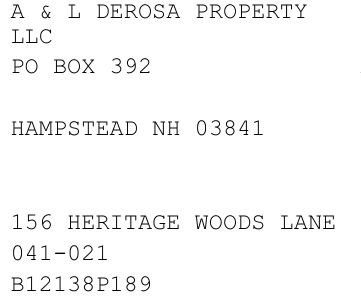 A & L DEROSA PROPERTY
LLC
PO BOX 392
HAMPSTEAD NH 03841
156 HERITAGE WOODS LANE
041-021
B12138P189